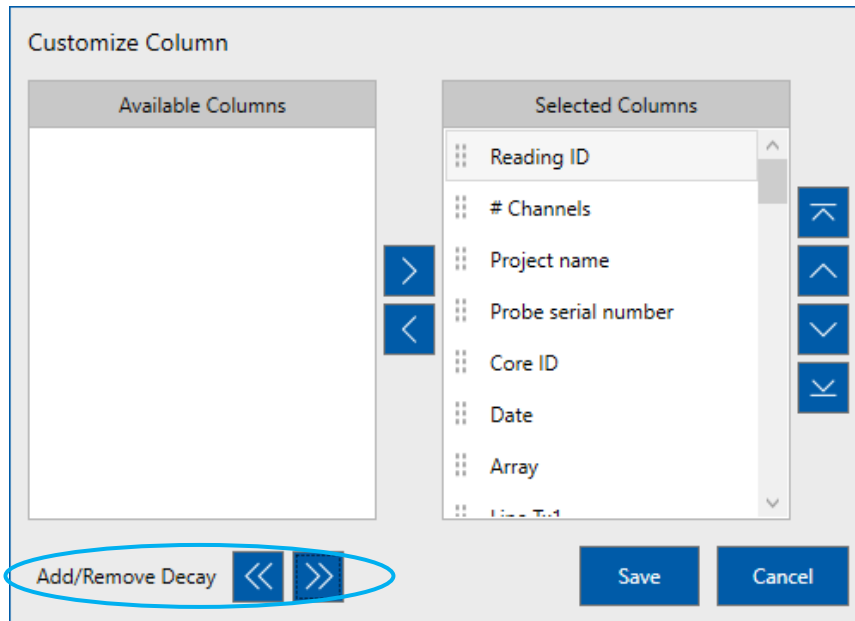 Customize Column
Available Columns
Selected Columns
Reading ID
# Channels
Project name
Probe serial number
Core ID
Date
Array
Add/Remove Decay
Save
Cancel